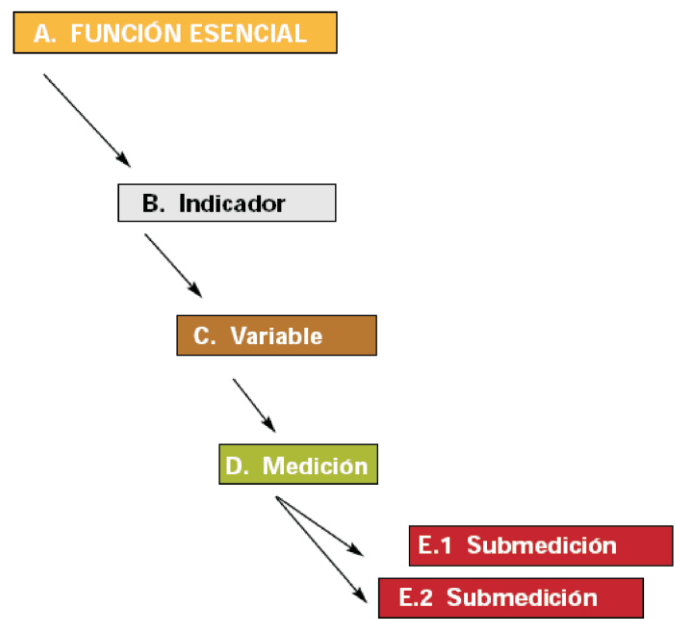 A. FUNCIÓN ESENCIAL
B. Indicador
C. Variable
D. Medición
E.1 Submedición
E.2 Submedición